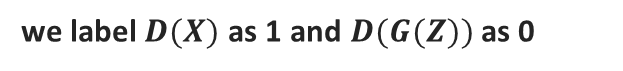 we label D(X) as 1 and D(G(Z)) as 0